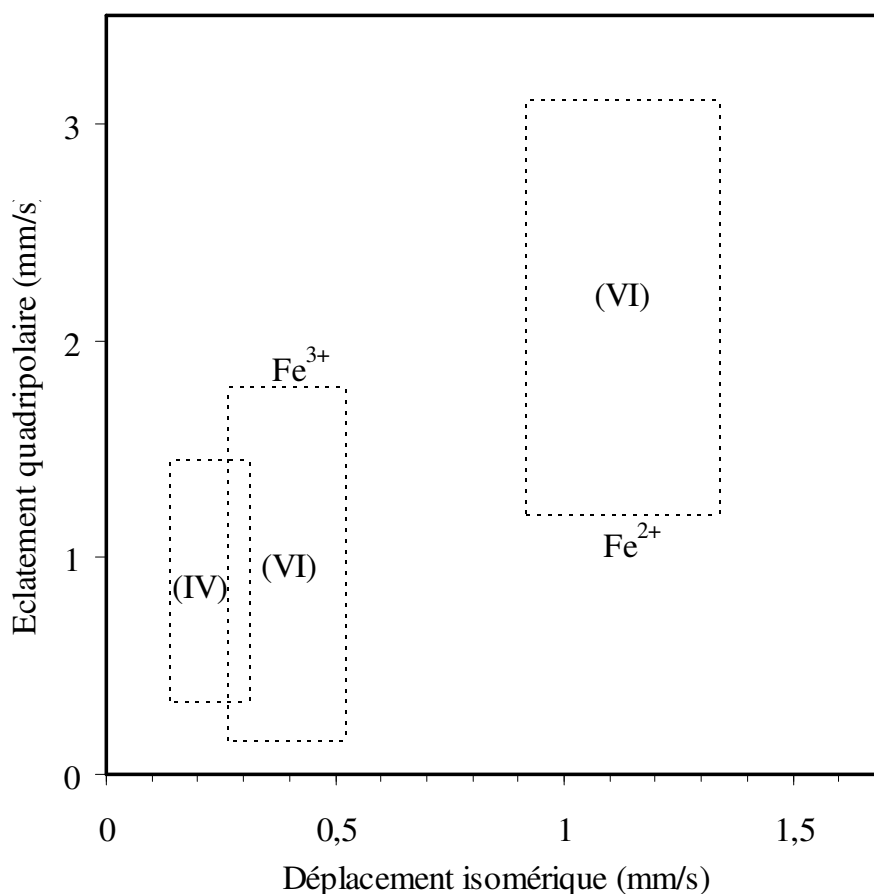 3
(VI)
2
Fe3+
Fe2+
1
(VI)
(IV)
0
0
0,5
1
1,5
Déplacement isomérique (mm/s)
Eclatement quadripolaire (mm/s)